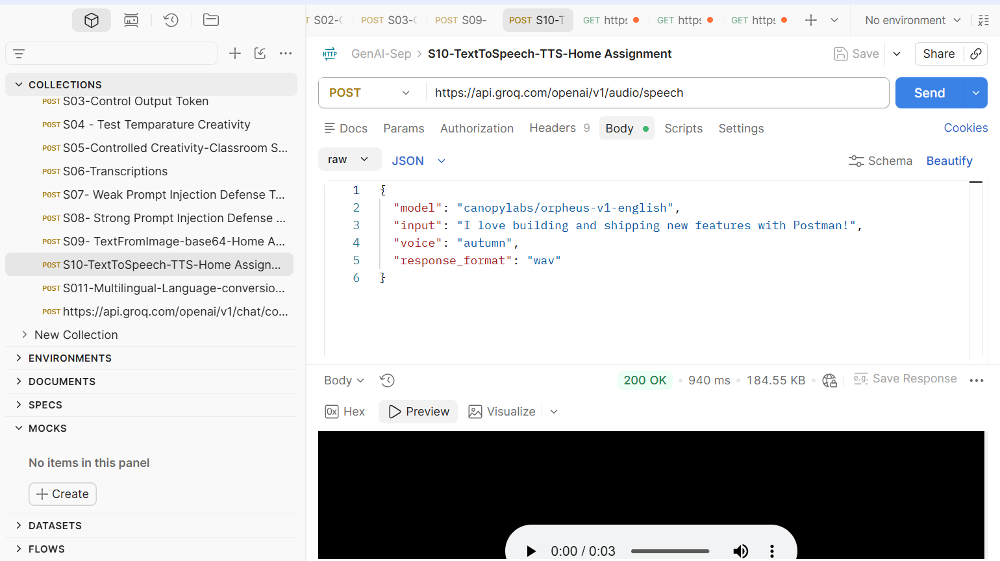 S02-
POST S03-
POST S09-
POST S10-T
GET https
GET https
GET https
No environment
HTTP GenAI-Sep > S10-TextToSpeech-TTS-Home Assignment
Save
Share
POST
https://api.groq.com/openai/v1/audio/speech
Send
Docs
Params
Authorization
Headers 9
Body
Scripts
Settings
Cookies
raw
JSON
Schema
Beautify
1 {
2 "model": "canopylabs/orpheus-v1-english",
3 "input": "I love building and shipping new features with Postman!",
4 "voice": "autumn",
5 "response_format": "wav"
6 }
Body
200 OK
940 ms
184.55 KB
e.g. Save Response
0x Hex
Preview
Visualize
0:00 / 0:03
COLLECTIONS
POST S03-Control Output Token
POST S04 - Test Temparature Creativity
POST S05-Controlled Creativity-Classroom S...
POST S06-Transcriptions
POST S07- Weak Prompt Injection Defense T...
POST S08- Strong Prompt Injection Defense ...
POST S09- TextFromImage-base64-Home A...
POST S10-TextToSpeech-TTS-Home Assign...
POST S011-Multilingual-Language-conversio...
POST https://api.groq.com/openai/v1/chat/co...
New Collection
ENVIRONMENTS
DOCUMENTS
SPECS
MOCKS
No items in this panel
Create
DATASETS
FLOWS